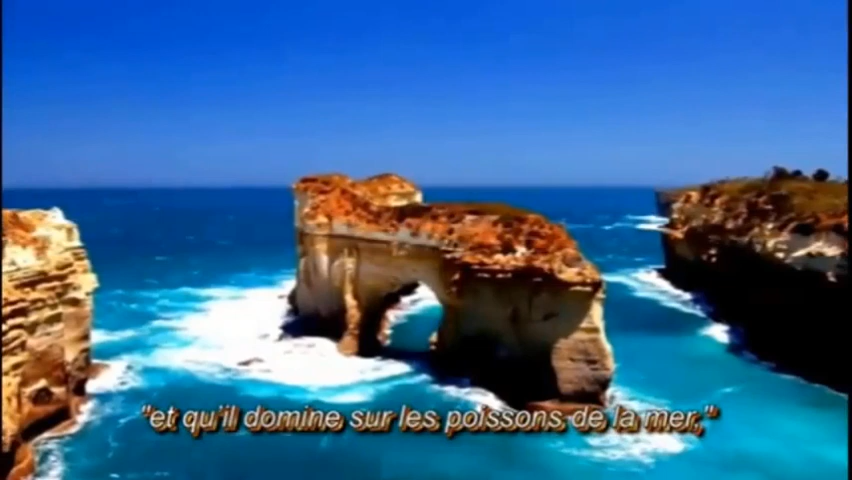 "et qu'il domine sur les poissons de la mer,"